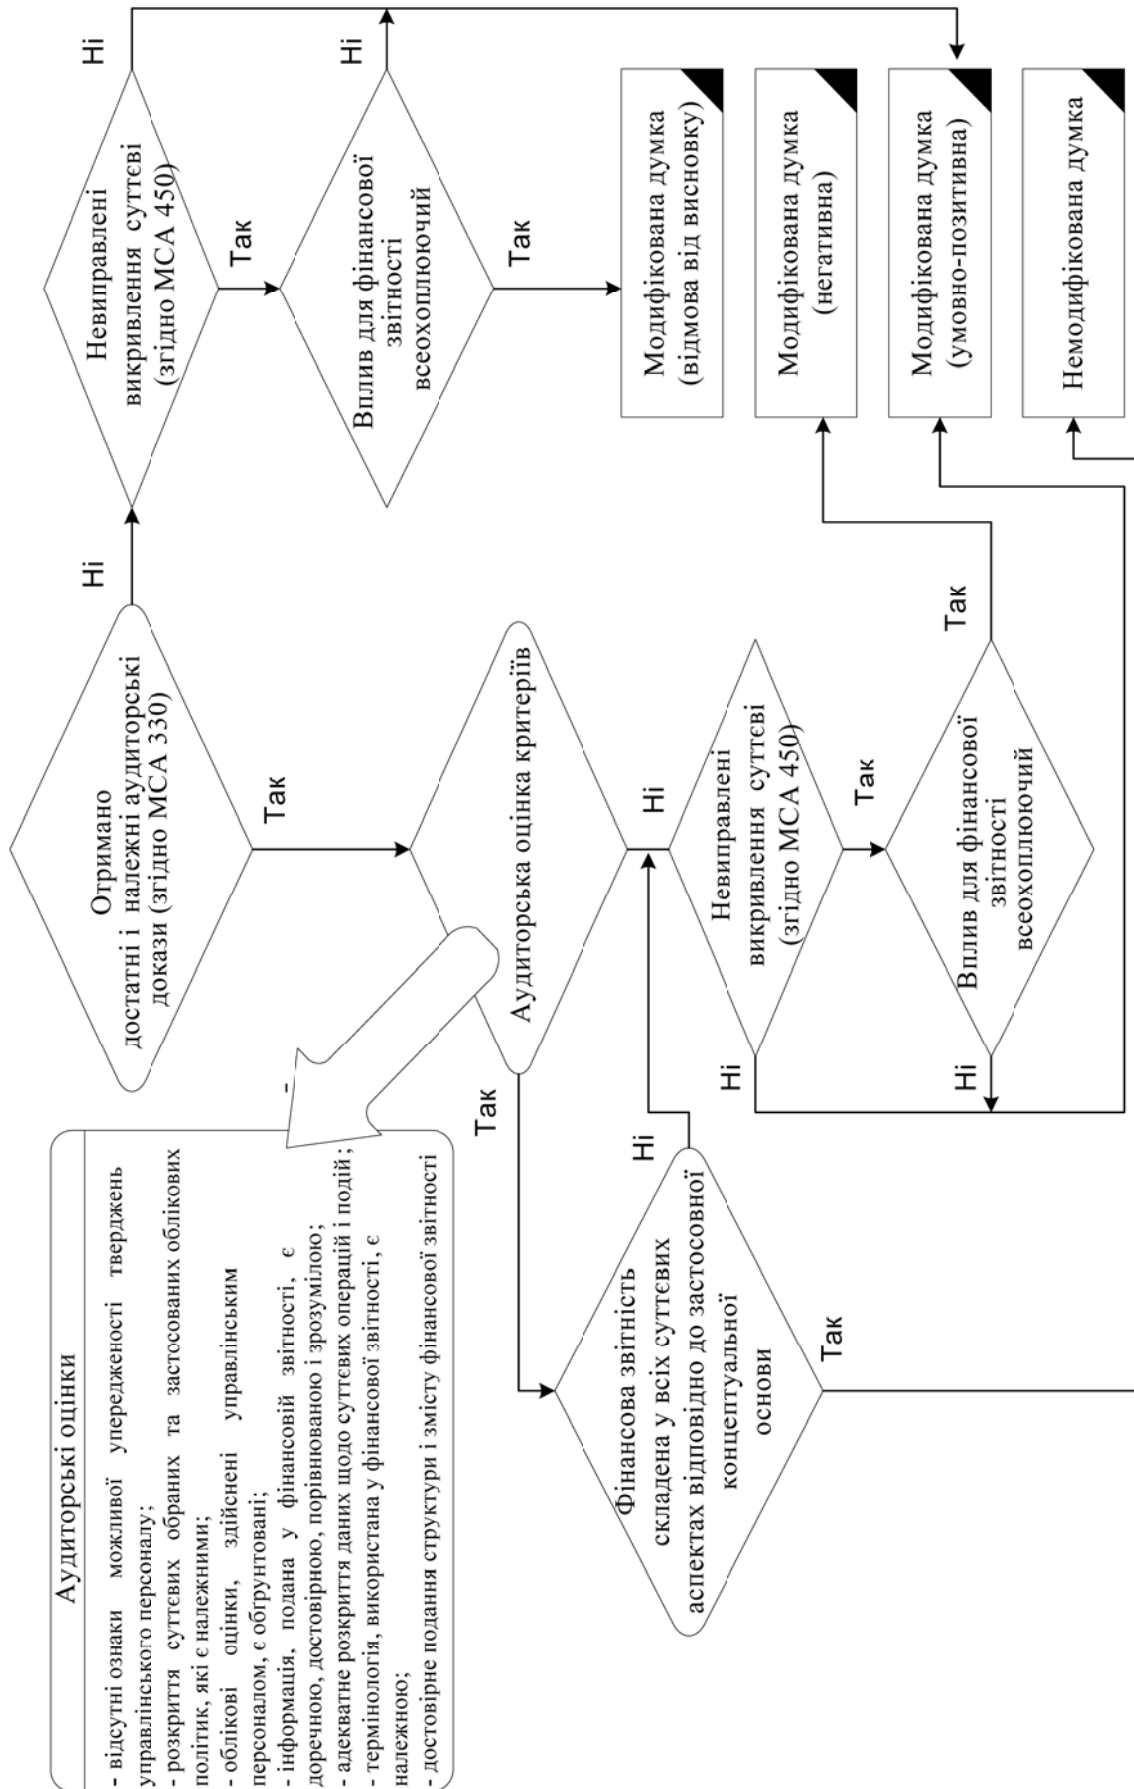 Аудиторські оцінки
- відсутні ознаки можливої упередженості тверджень
управлінського персоналу;
- розкриття суттєвих обраних та застосованих облікових
політик, які є належними;
- облікові оцінки, здійснені управлінським
персоналом, є обґрунтовані;
- інформація, подана у фінансовій звітності, є
доречною, достовірною, порівнюваною і зрозумілою;
- адекватне розкриття даних щодо суттєвих операцій і подій;
- термінологія, використана у фінансової звітності, є
належною;
- достовірне подання структури і змісту фінансової звітності
-
Отримано
достатні і належні аудиторські
докази (згідно МСА 330)
Ні
Так
Невиправлені
викривлення суттєві
(згідно МСА 450)
Ні
Так
Вплив для фінансової
звітності
всеохоплюючий
Ні
Так
Аудиторська оцінка критеріїв
Так
Ні
Фінансова звітність
складена у всіх суттєвих
аспектах відповідно до застосовної
концептуальної
основи
Ні
Так
Невиправлені
викривлення суттєві
(згідно МСА 450)
Ні
Так
Вплив для фінансової
звітності
всеохоплюючий
Ні
Так
Модифікована думка
(відмова від висновку)
Модифікована думка
(негативна)
Модифікована думка
(умовно-позитивна)
Немодифікована думка